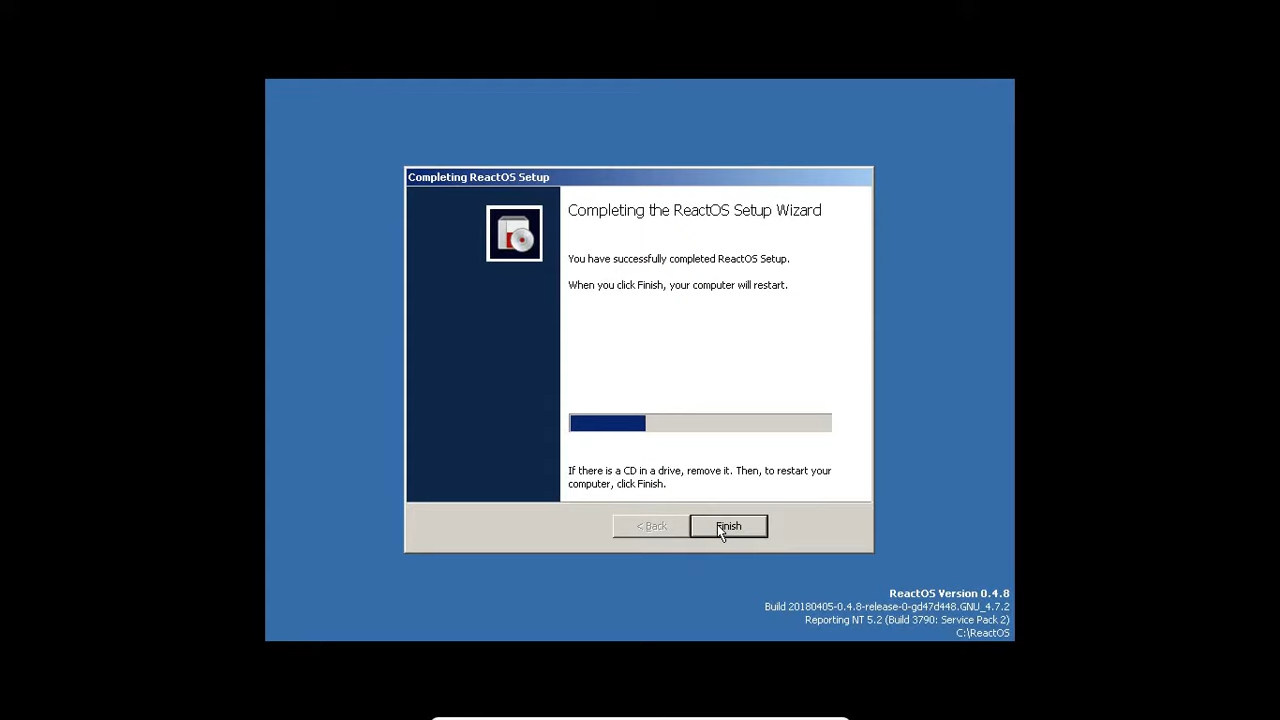 Completing ReactOS Setup
Completing the ReactOS Setup Wizard
You have successfully completed ReactOS Setup.
When you click Finish, your computer will restart.
If there is a CD in a drive, remove it. Then, to restart your
computer, click Finish.
< Back
Finish
ReactOS Version 0.4.8
Build 20180405-0.4.8-release-0-gd47d448.GNU_4.7.2
Reporting NT 5.2 (Build 3790: Service Pack 2)
C:\ReactOS